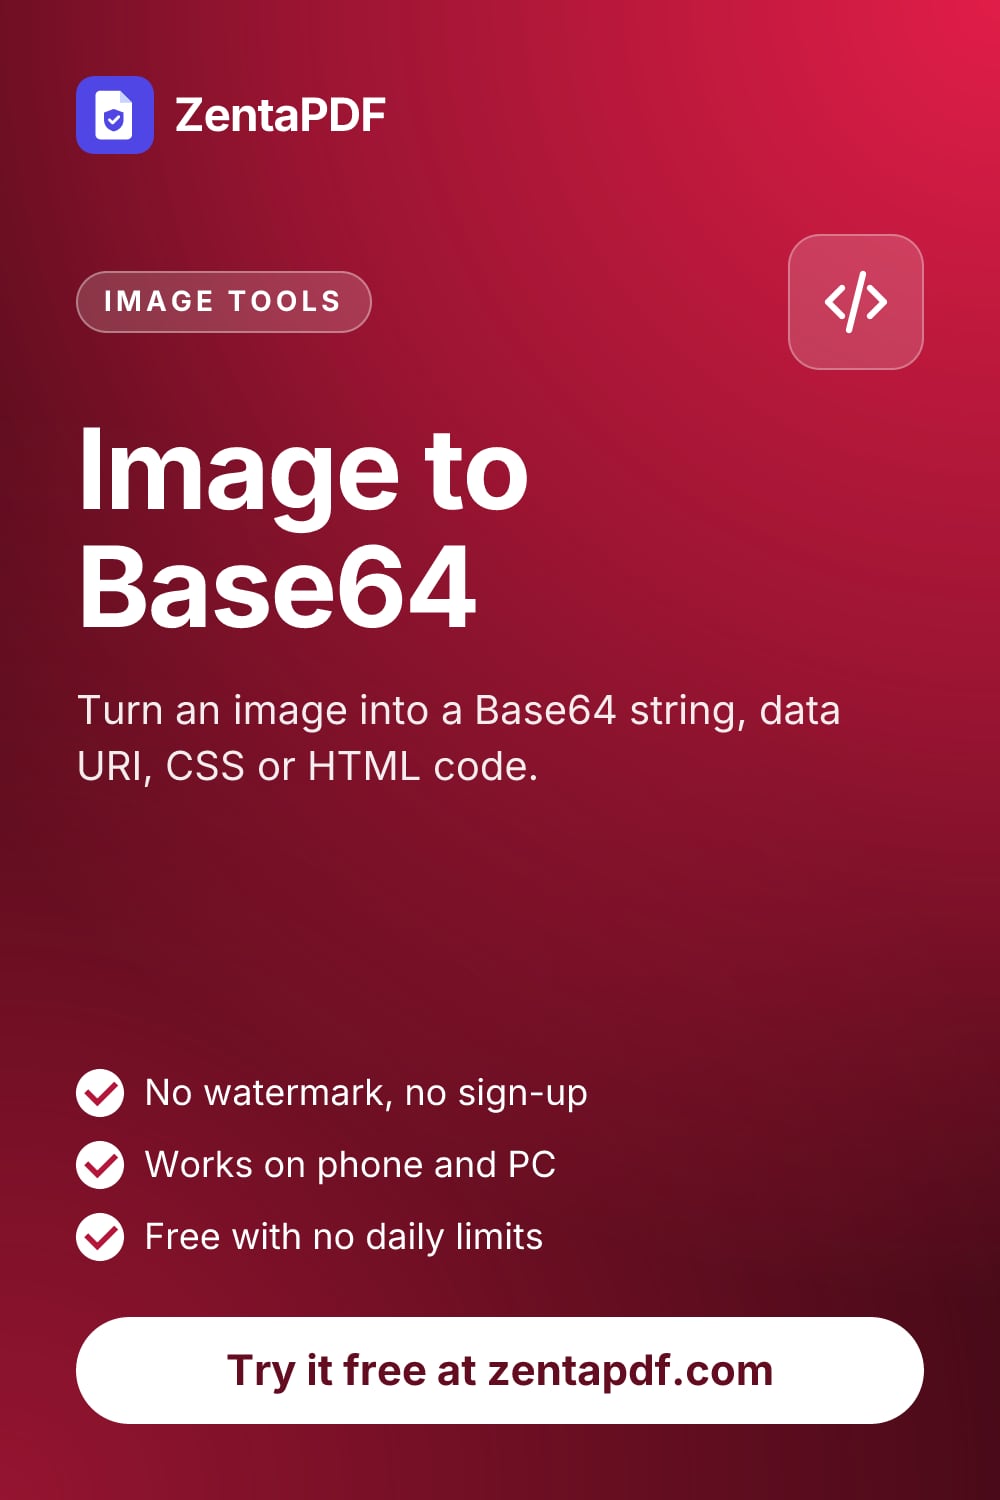 ZentaPDF
IMAGE TOOLS
Image to
Base64
Turn an image into a Base64 string, data
URI, CSS or HTML code.
No watermark, no sign-up
Works on phone and PC
Free with no daily limits
Try it free at zentapdf.com